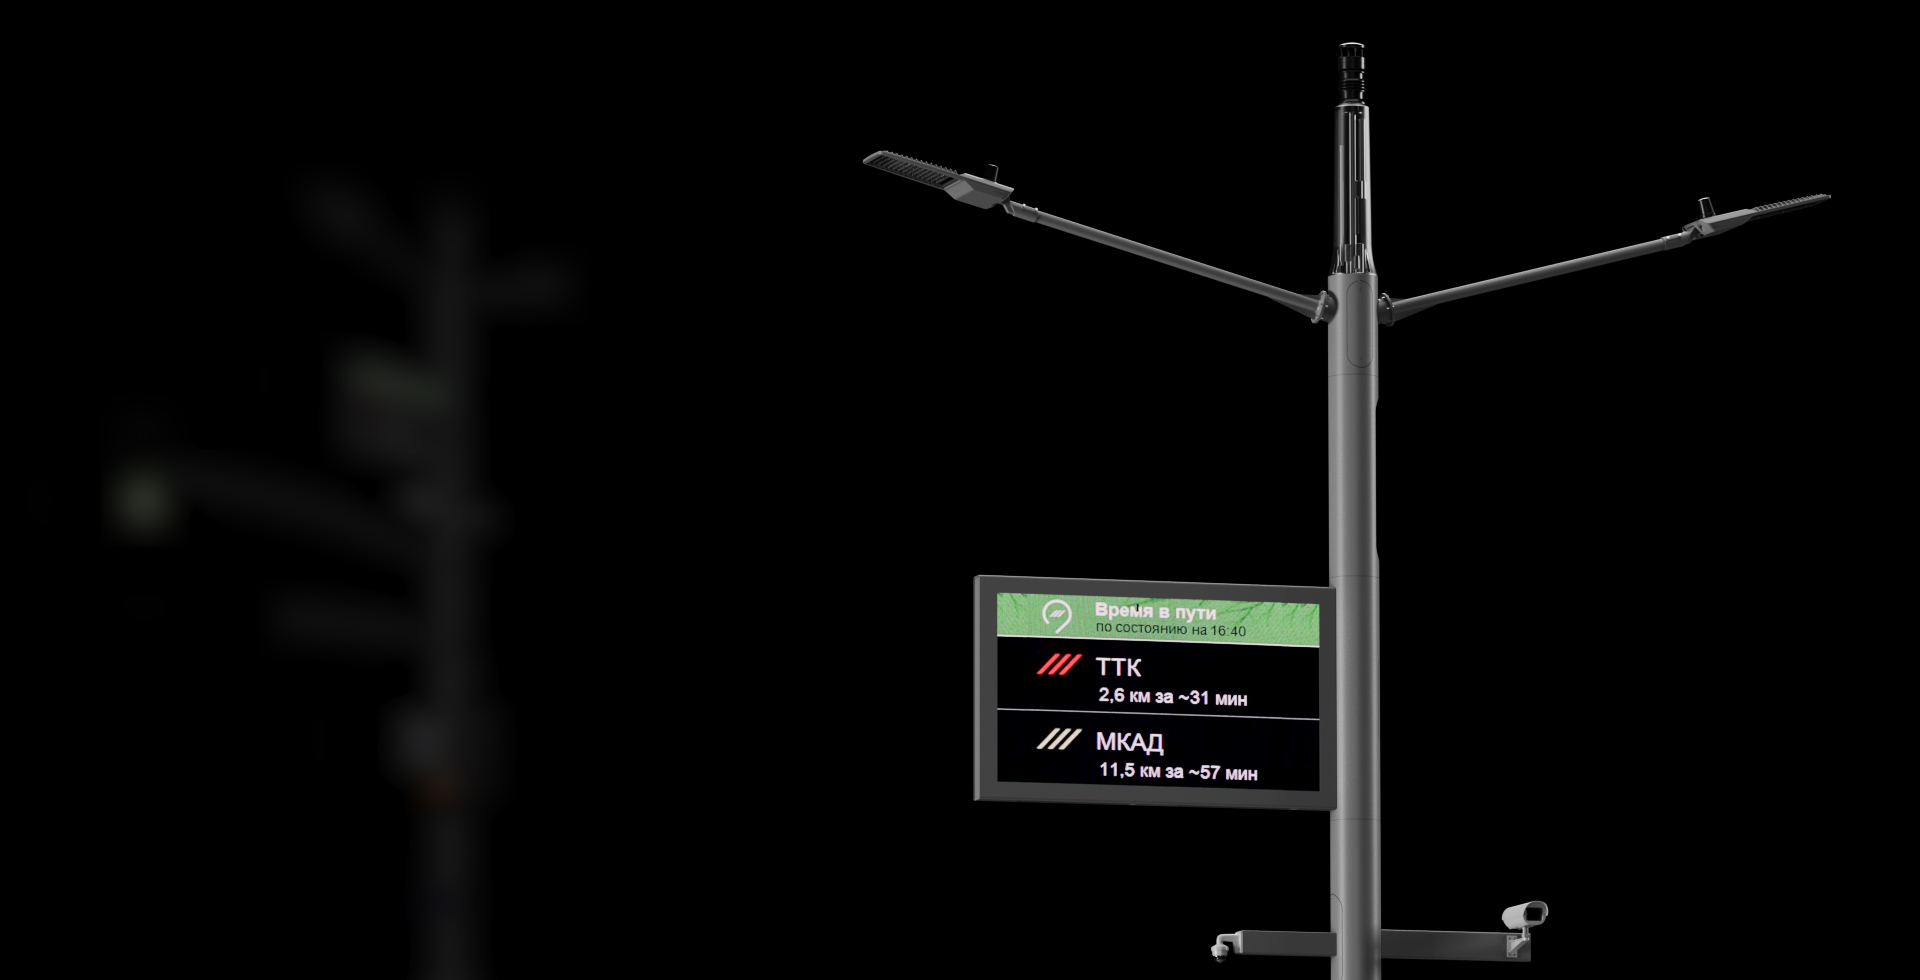 Время в пути
по состоянию на 16:40
ТТК
2,6 км за ~31 мин
МКАД
11,5 км за ~57 мин